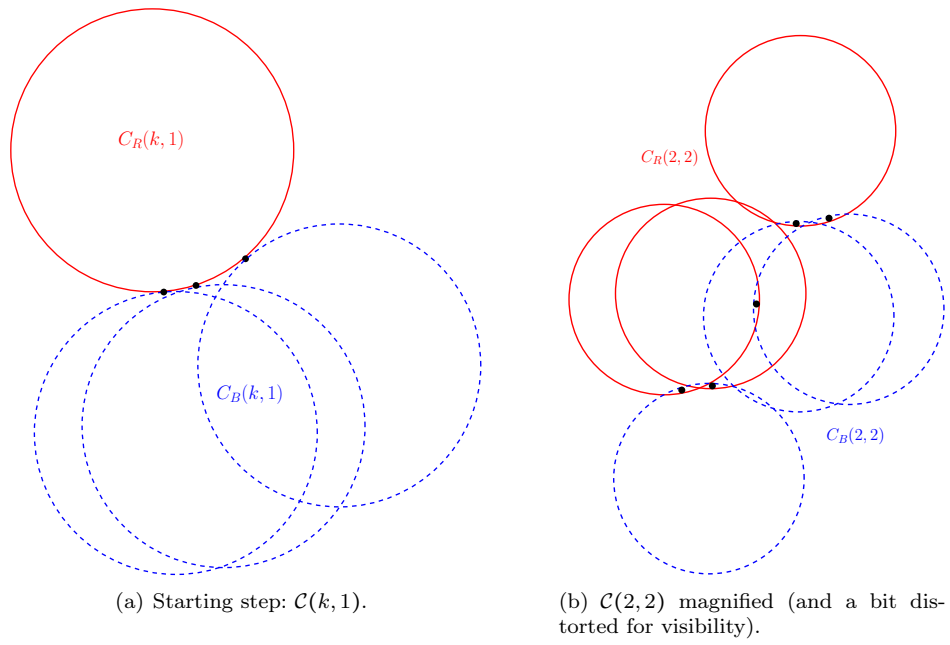 C_R(k, 1)
C_B(k, 1)
(a) Starting step: 𝒞(k, 1).
C_R(2, 2)
C_B(2, 2)
(b) 𝒞(2, 2) magnified (and a bit dis-
torted for visibility).